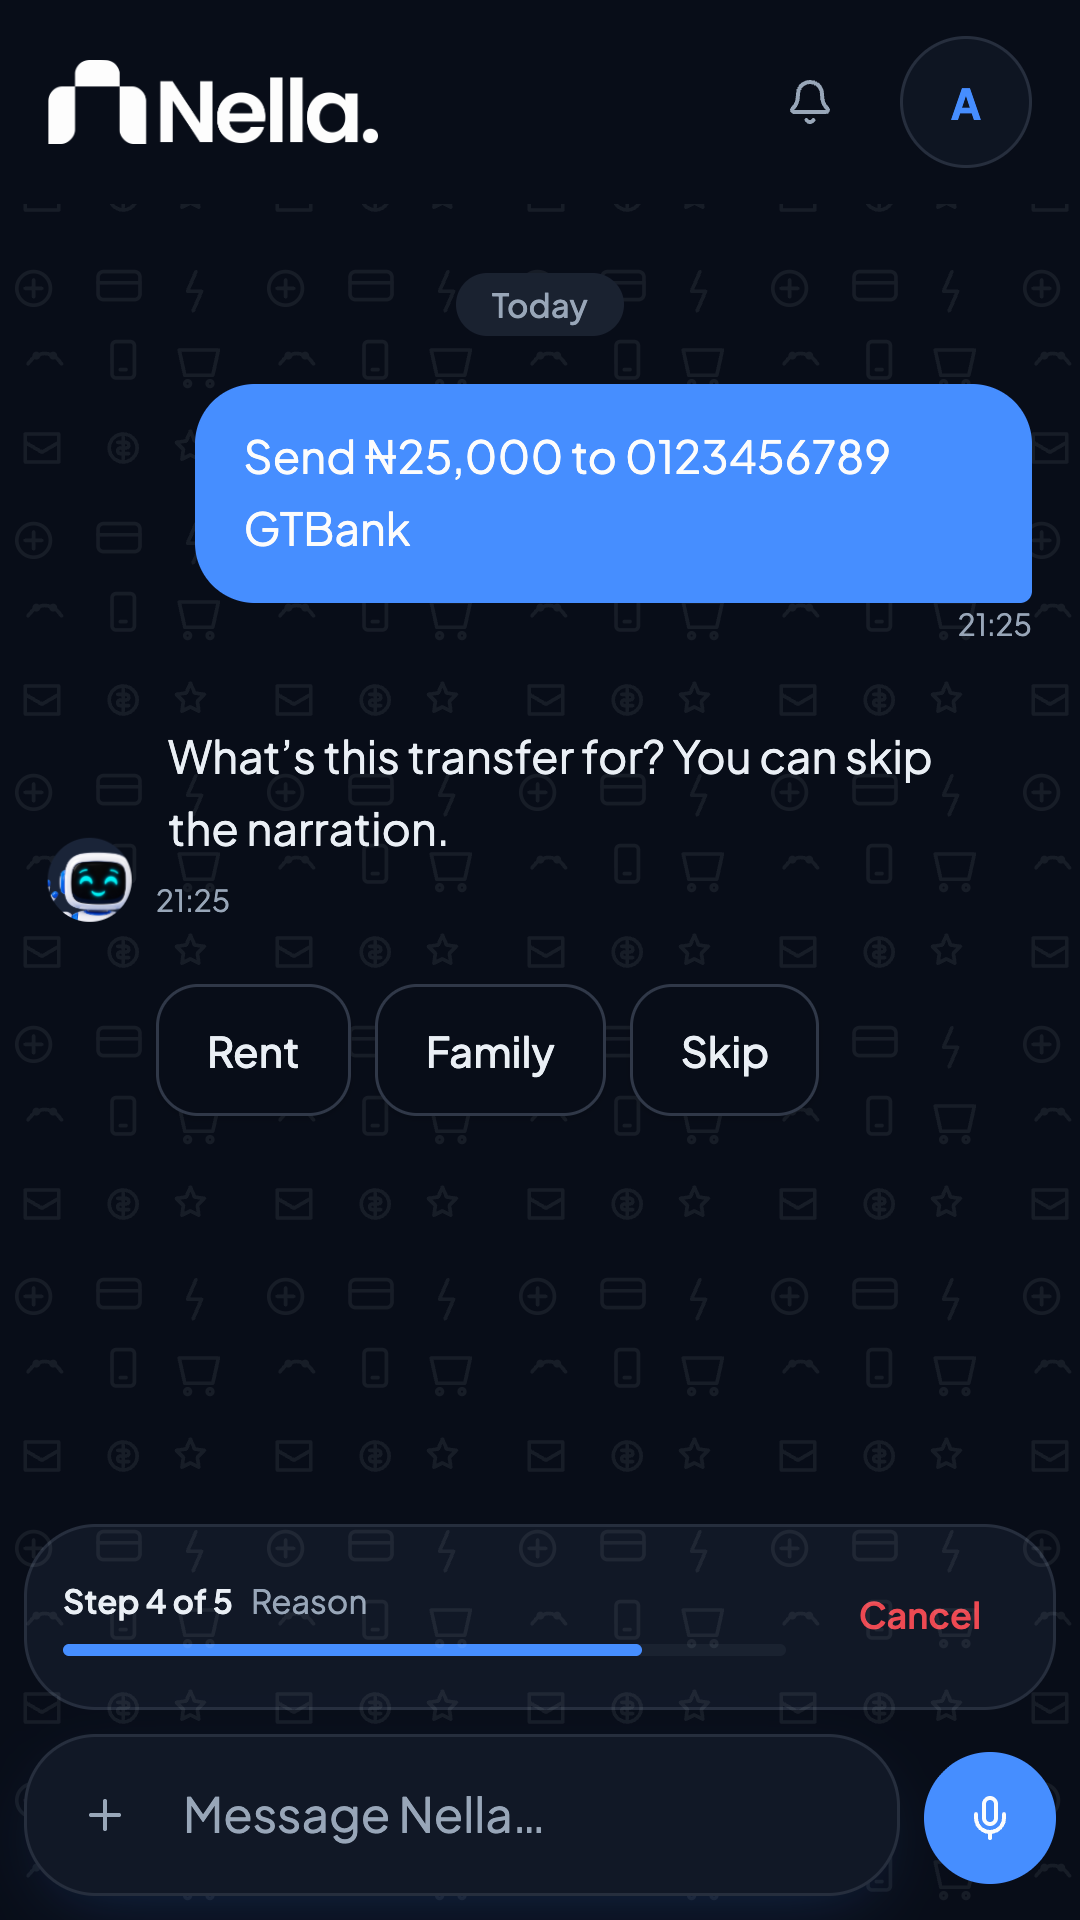 Nella.
A
Today
Send ₦25,000 to 0123456789
GTBank
21:25
What’s this transfer for? You can skip
the narration.
21:25
Rent
Family
Skip
Step 4 of 5 Reason
Cancel
Message Nella...